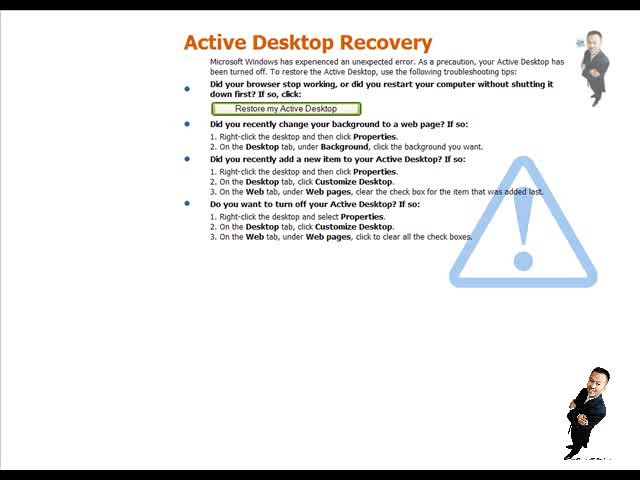 Active Desktop Recovery
Microsoft Windows has experienced an unexpected error. As a precaution, your Active Desktop has
been turned off. To restore the Active Desktop, use the following troubleshooting tips:
Did your browser stop working, or did you restart your computer without shutting it
down first? If so, click:
Restore my Active Desktop
Did you recently change your background to a web page? If so:
1. Right-click the desktop and then click Properties.
2. On the Desktop tab, under Background, click the background you want.
Did you recently add a new item to your Active Desktop? If so:
1. Right-click the desktop and then click Properties.
2. On the Desktop tab, click Customize Desktop.
3. On the Web tab, under Web pages, clear the check box for the item that was added last.
Do you want to turn off your Active Desktop? If so:
1. Right-click the desktop and select Properties.
2. On the Desktop tab, click Customize Desktop.
3. On the Web tab, under Web pages, click to clear all the check boxes.